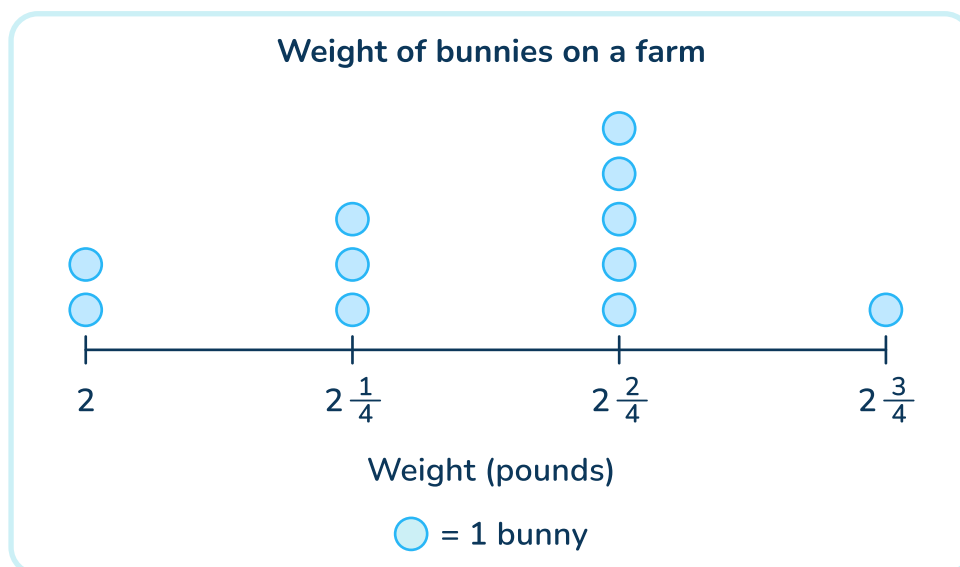 Weight of bunnies on a farm
2 2 1/4 2 2/4 2 3/4
Weight (pounds)
= 1 bunny